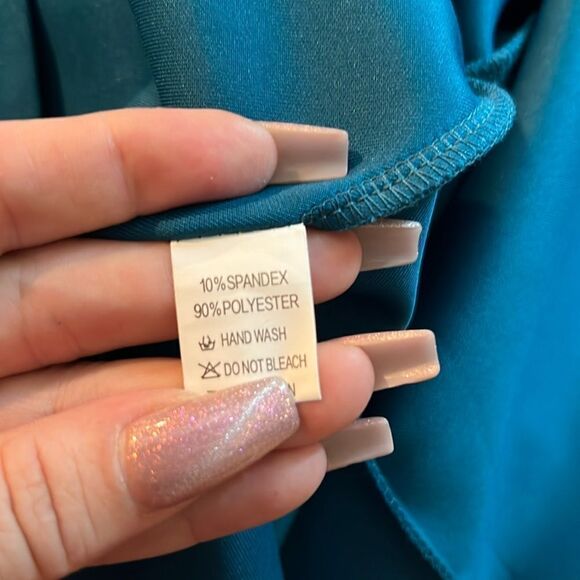 10%SPANDEX
90%POLYESTER
HAND WASH
DO NOT BLEACH